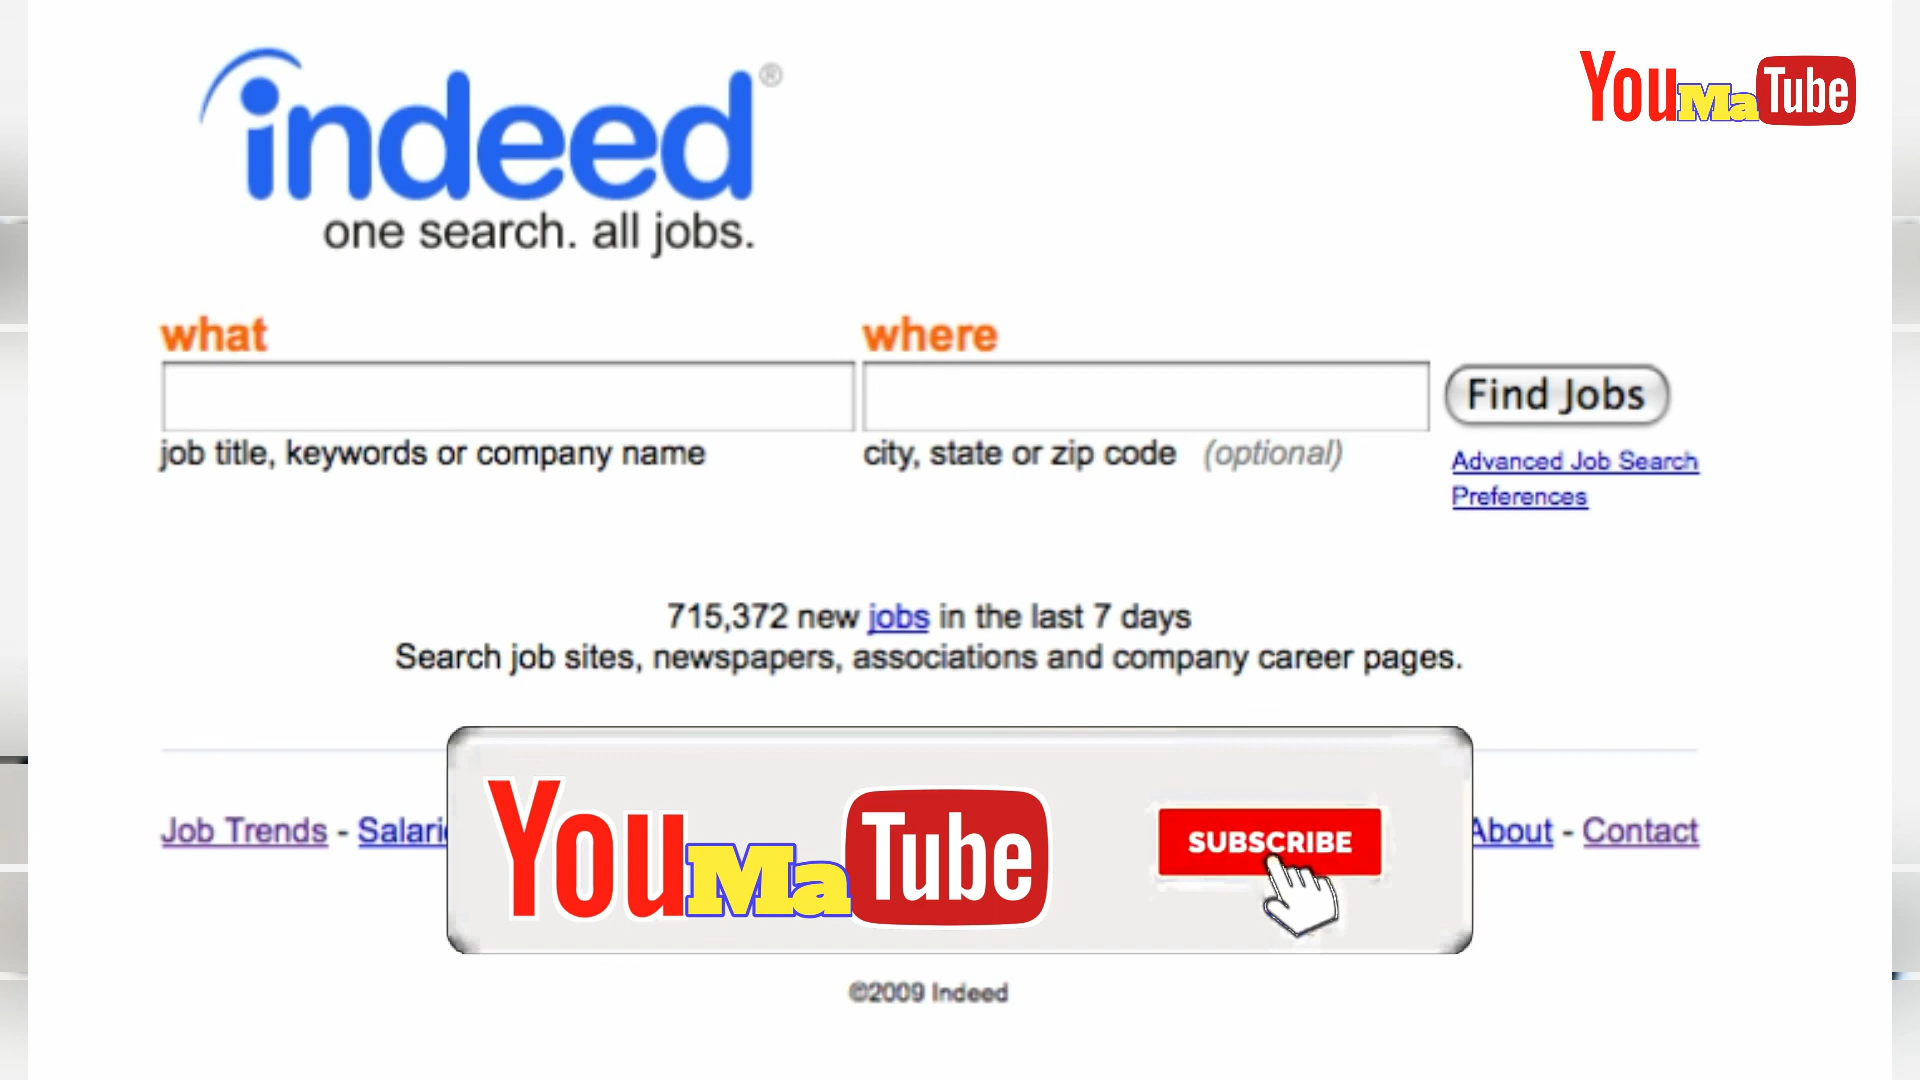 indeed®
one search. all jobs.
YouMaTube
what where
Find Jobs
job title, keywords or company name city, state or zip code (optional)
Advanced Job Search
Preferences
715,372 new jobs in the last 7 days
Search job sites, newspapers, associations and company career pages.
Job Trends - Salari About - Contact
YouMaTube
SUBSCRIBE
©2009 Indeed